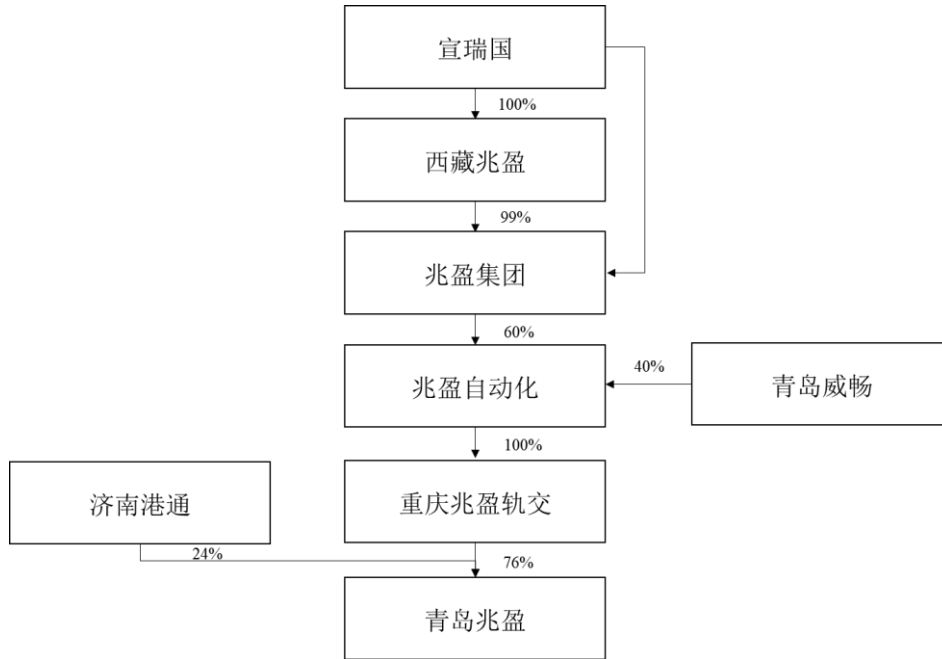 宣瑞国
100%
西藏兆盈
99%
兆盈集团
60%
兆盈自动化
40%
青岛威畅
100%
济南港通
重庆兆盈轨交
24%
76%
青岛兆盈